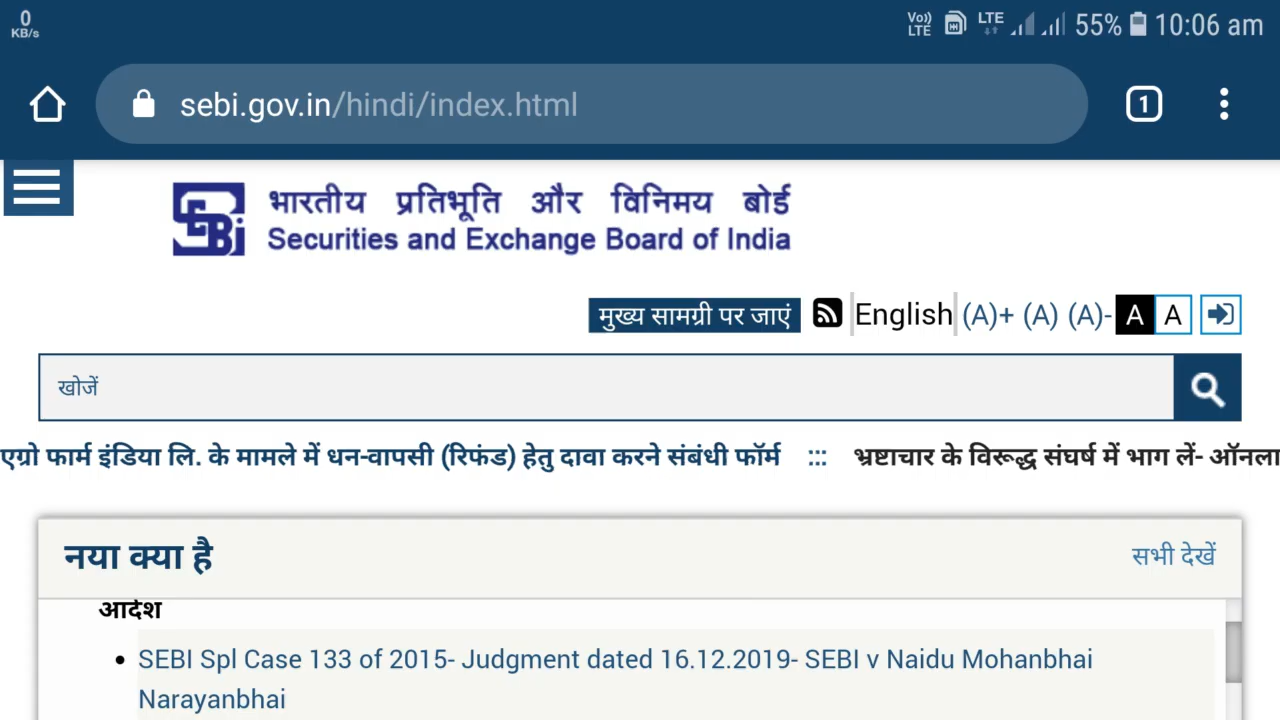 0
KB/s
Vo))
LTE
LTE
55%
10:06 am
sebi.gov.in/hindi/index.html
1
SEBI
भारतीय प्रतिभूति और विनिमय बोर्ड
Securities and Exchange Board of India
मुख्य सामग्री पर जाएं English (A)+ (A) (A)- A A
खोजें
एग्रो फार्म इंडिया लि. के मामले में धन-वापसी (रिफंड) हेतु दावा करने संबंधी फॉर्म ::: भ्रष्टाचार के विरूद्ध संघर्ष में भाग लें- ऑनला
नया क्या है सभी देखें
आदेश
• SEBI Spl Case 133 of 2015- Judgment dated 16.12.2019- SEBI v Naidu Mohanbhai
Narayanbhai